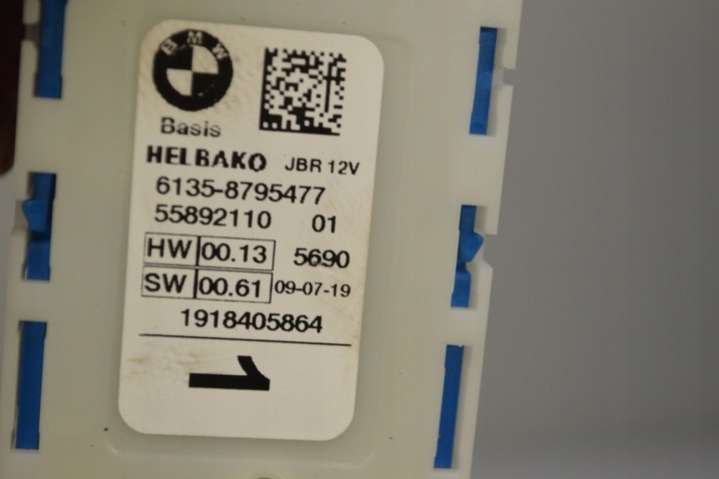 BMW
Basis
HELBAKO JBR 12V
6135-8795477
55892110 01
HW 00.13 5690
SW 00.61 09-07-19
1918405864
1